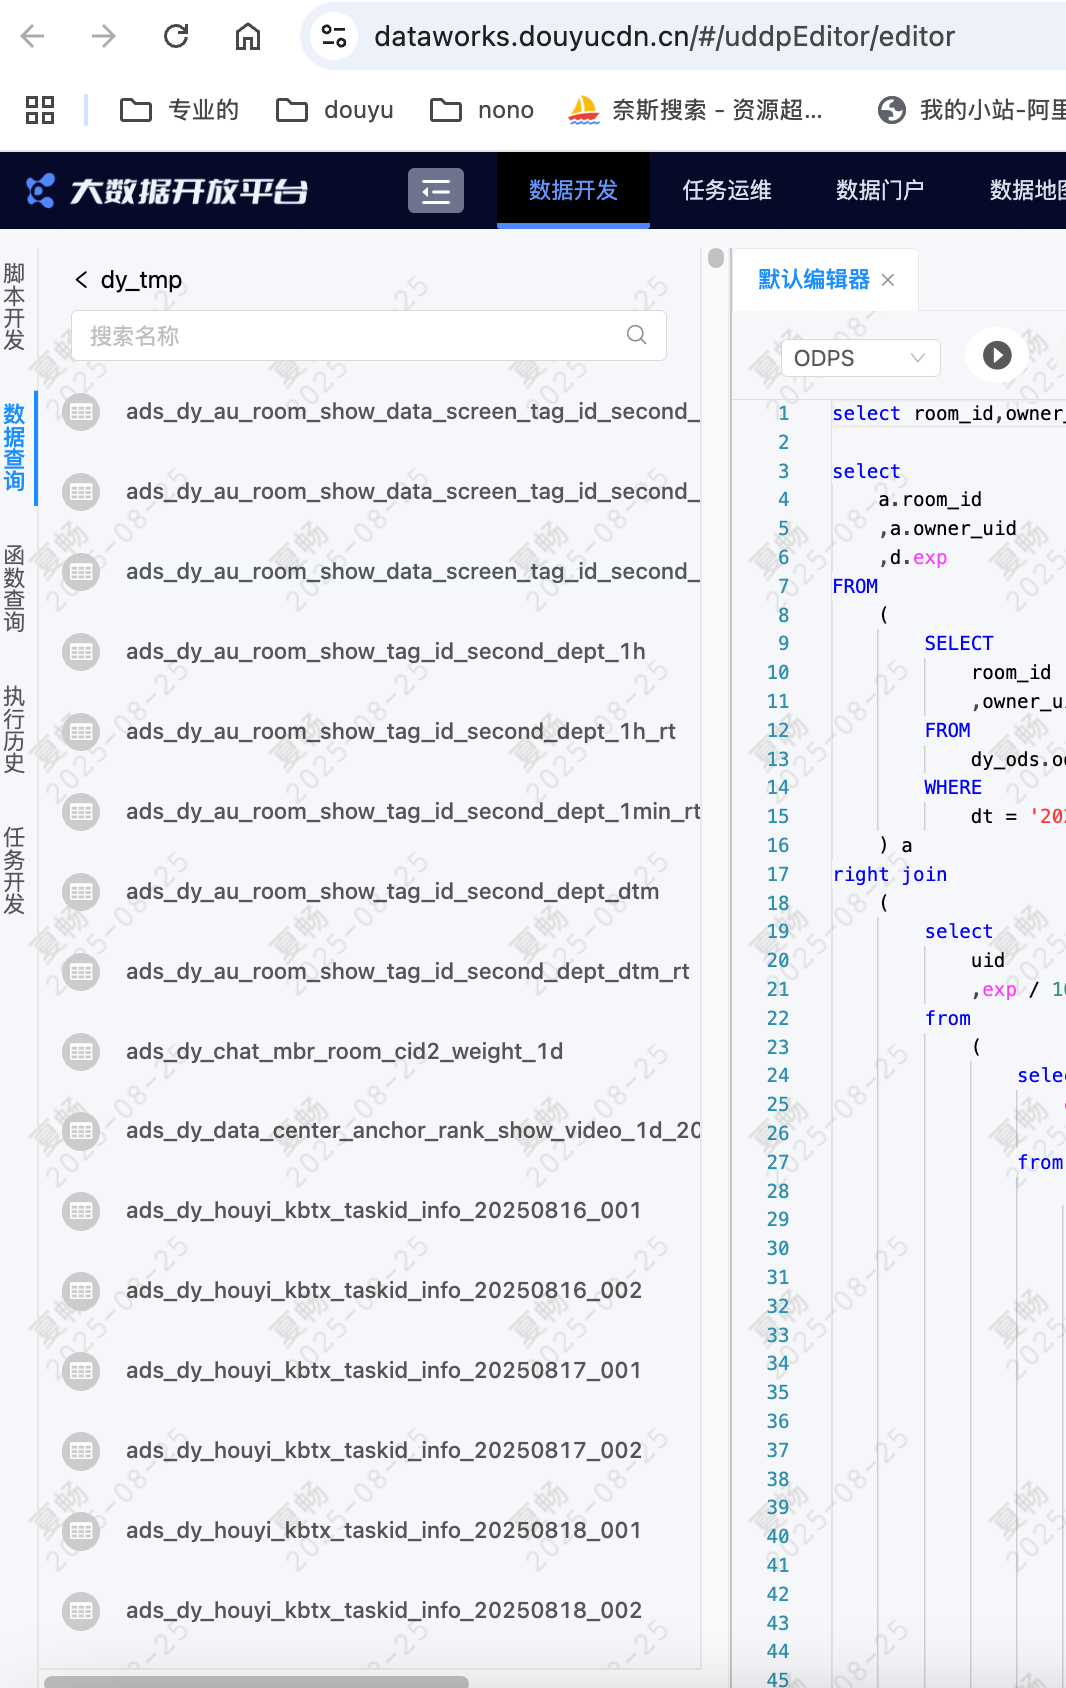 dataworks.douyucdn.cn/#/uddpEditor/editor
专业的 douyu nono 奈斯搜索 - 资源超... 我的小站-阿里
大数据开放平台 数据开发 任务运维 数据门户 数据地图
脚本开发
数据查询
函数查询
执行历史
任务开发
dy_tmp
搜索名称
ads_dy_au_room_show_data_screen_tag_id_second_
ads_dy_au_room_show_data_screen_tag_id_second_
ads_dy_au_room_show_data_screen_tag_id_second_
ads_dy_au_room_show_tag_id_second_dept_1h
ads_dy_au_room_show_tag_id_second_dept_1h_rt
ads_dy_au_room_show_tag_id_second_dept_1min_rt
ads_dy_au_room_show_tag_id_second_dept_dtm
ads_dy_au_room_show_tag_id_second_dept_dtm_rt
ads_dy_chat_mbr_room_cid2_weight_1d
ads_dy_data_center_anchor_rank_show_video_1d_20
ads_dy_houyi_kbtx_taskid_info_20250816_001
ads_dy_houyi_kbtx_taskid_info_20250816_002
ads_dy_houyi_kbtx_taskid_info_20250817_001
ads_dy_houyi_kbtx_taskid_info_20250817_002
ads_dy_houyi_kbtx_taskid_info_20250818_001
ads_dy_houyi_kbtx_taskid_info_20250818_002
默认编辑器
ODPS
1 select room_id,owner_
2
3 select
4 a.room_id
5 ,a.owner_uid
6 ,d.exp
7 FROM
8 (
9 SELECT
10 room_id
11 ,owner_u
12 FROM
13 dy_ods.o
14 WHERE
15 dt = '202
16 ) a
17 right join
18 (
19 select
20 uid
21 ,exp / 10
22 from
23 (
24 sele
25
26
27 from
28
29
30
31
32
33
34
35
36
37
38
39
40
41
42
43
44
45
夏畅
2025-08-25